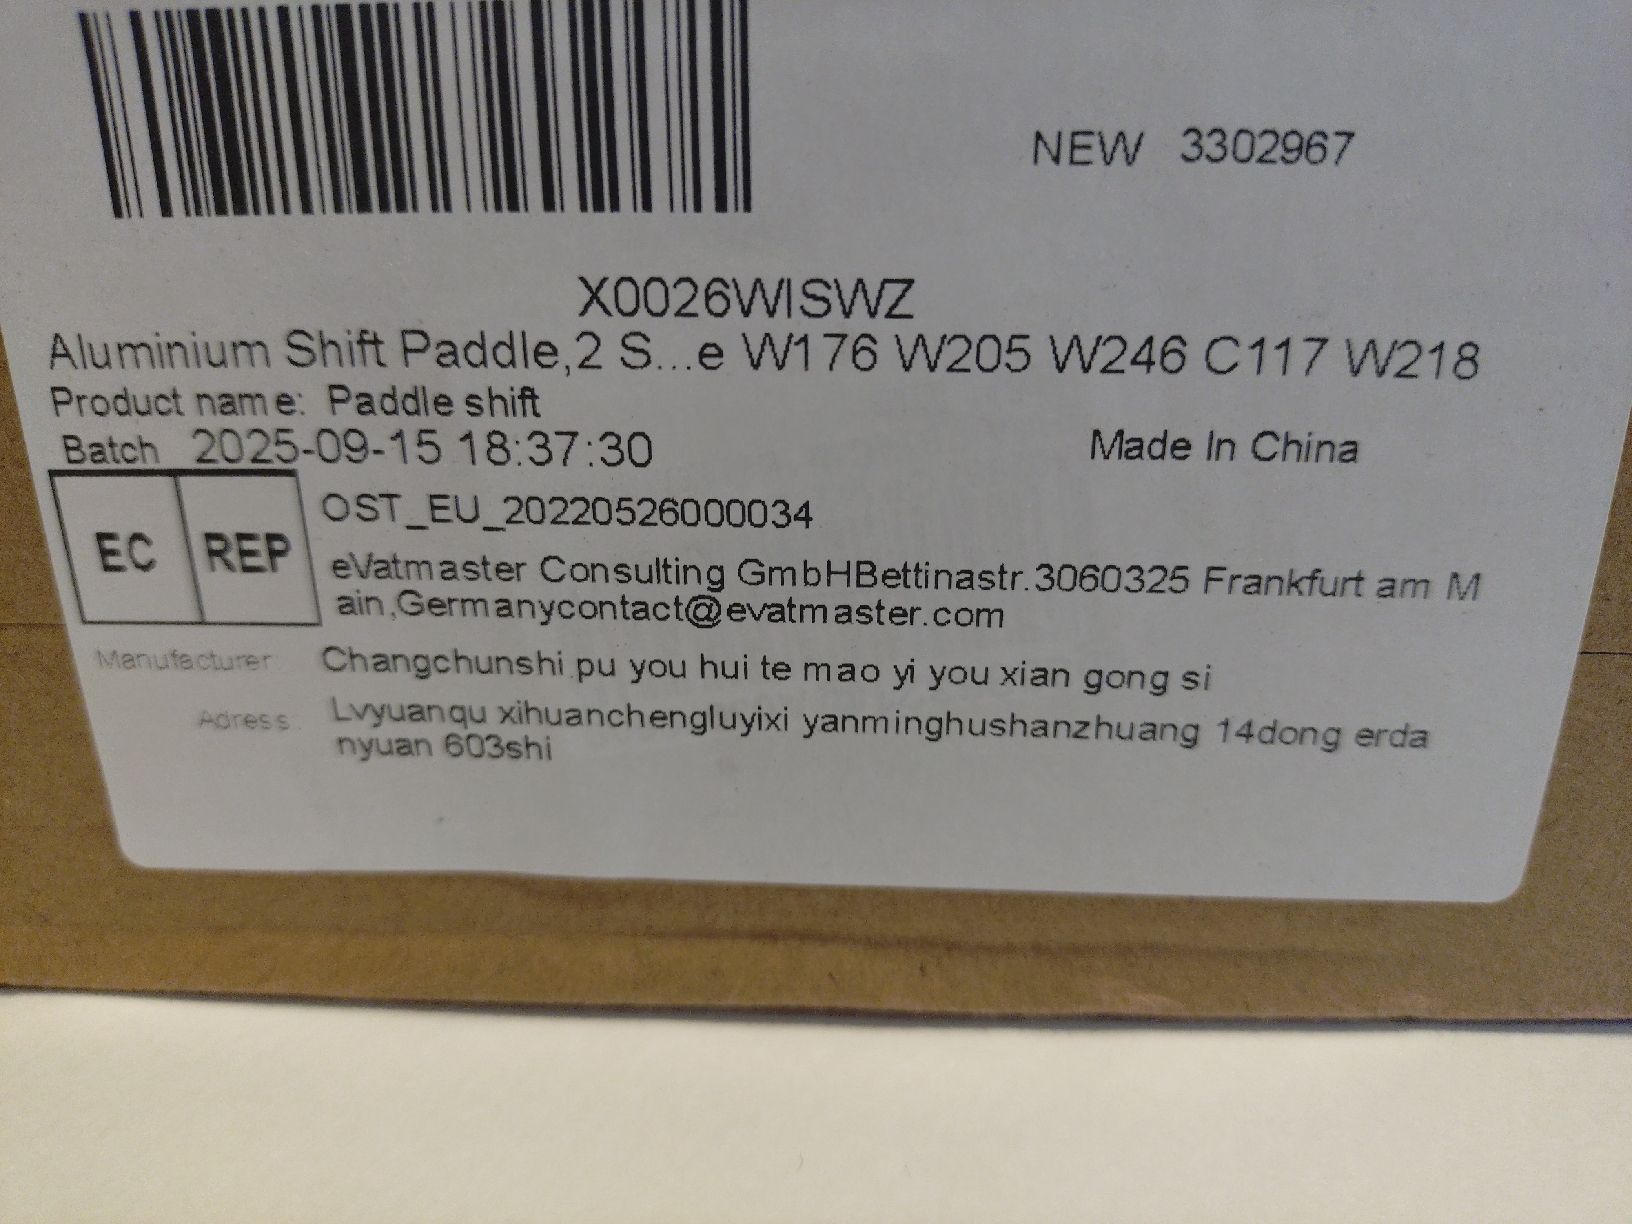 NEW 3302967
X0026WISWZ
Aluminium Shift Paddle,2 S...e W176 W205 W246 C117 W218
Product name: Paddle shift
Batch 2025-09-15 18:37:30
Made In China
EC REP
OST_EU_20220526000034
eVatmaster Consulting GmbHBettinastr.3060325 Frankfurt am M
ain,Germanycontact@evatmaster.com
Manufacturer: Changchunshi pu you hui te mao yi you xian gong si
Adress: Lvyuanqu xihuanchengluyixi yanminghushanzhuang 14dong erda
nyuan 603shi